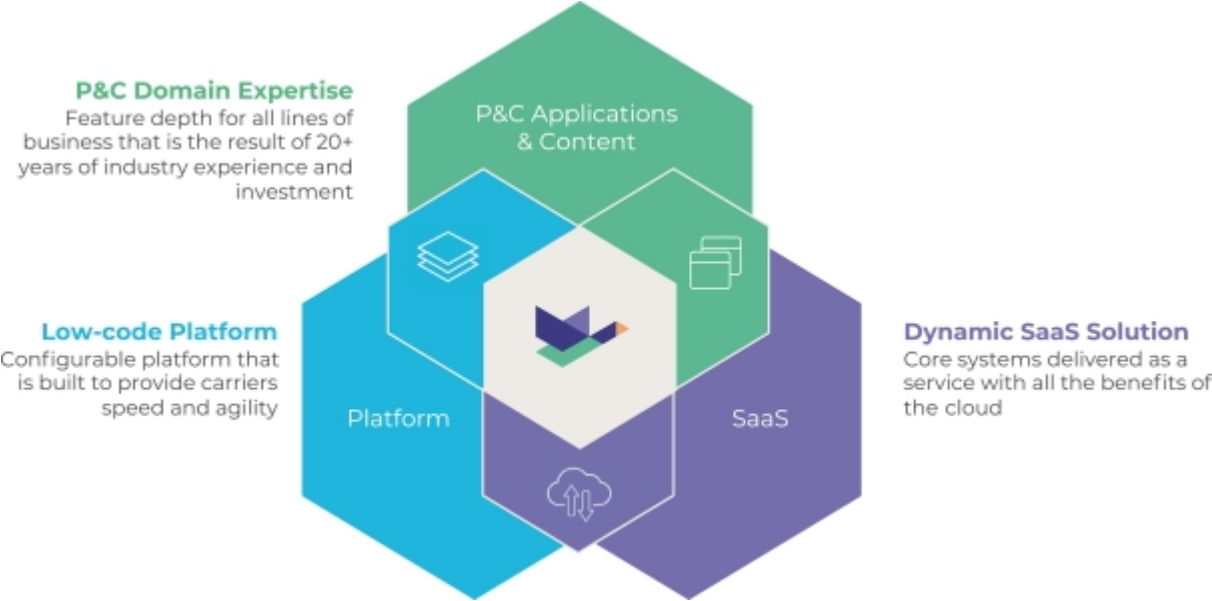 P&C Domain Expertise
Feature depth for all lines of
business that is the result of 20+
years of industry experience and
investment
P&C Applications
& Content
Low-code Platform
Configurable platform that
is built to provide carriers
speed and agility
Platform
SaaS
Dynamic SaaS Solution
Core systems delivered as a
service with all the benefits of
the cloud